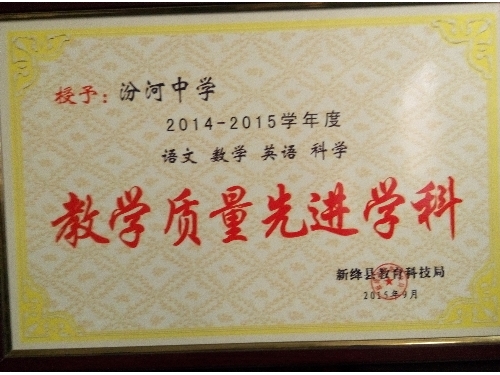 授予：汾河中学
2014-2015学年度
语文 数学 英语 科学
教学质量先进学科
新绛县教育科技局
2015年9月